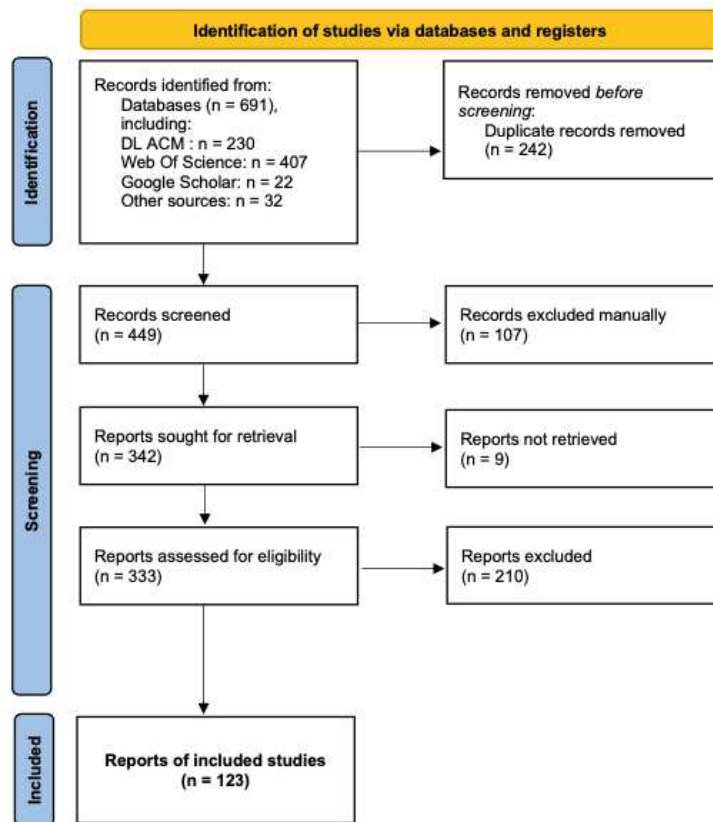 Identification of studies via databases and registers
Identification
Records identified from:
Databases (n = 691),
including:
DL ACM : n = 230
Web Of Science: n = 407
Google Scholar: n = 22
Other sources: n = 32
Records removed before
screening:
Duplicate records removed
(n = 242)
Screening
Records screened
(n = 449)
Records excluded manually
(n = 107)
Reports sought for retrieval
(n = 342)
Reports not retrieved
(n = 9)
Reports assessed for eligibility
(n = 333)
Reports excluded
(n = 210)
Included
Reports of included studies
(n = 123)